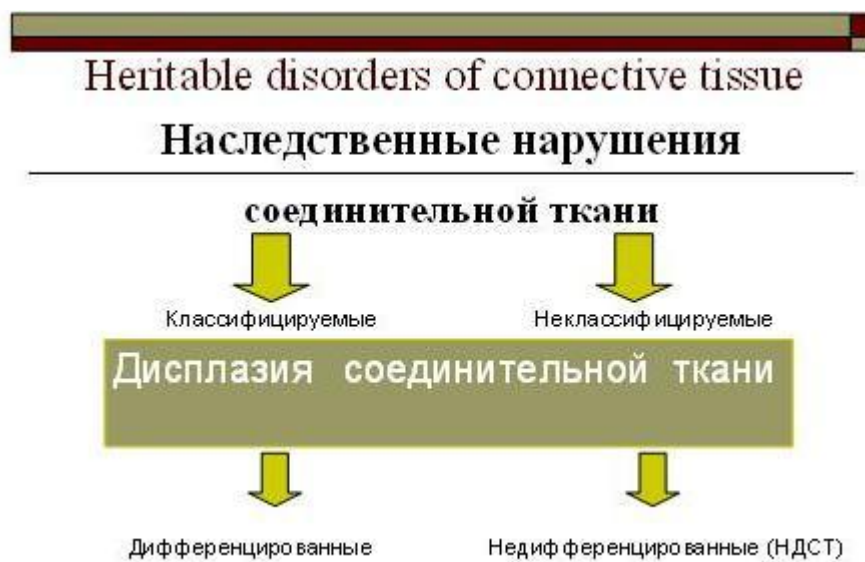 Heritable disorders of connective tissue
Наследственные нарушения
соединительной ткани
Классифицируемые
Неклассифицируемые
Дисплазия соединительной ткани
Дифференцированные
Недифференцированные (НДСТ)